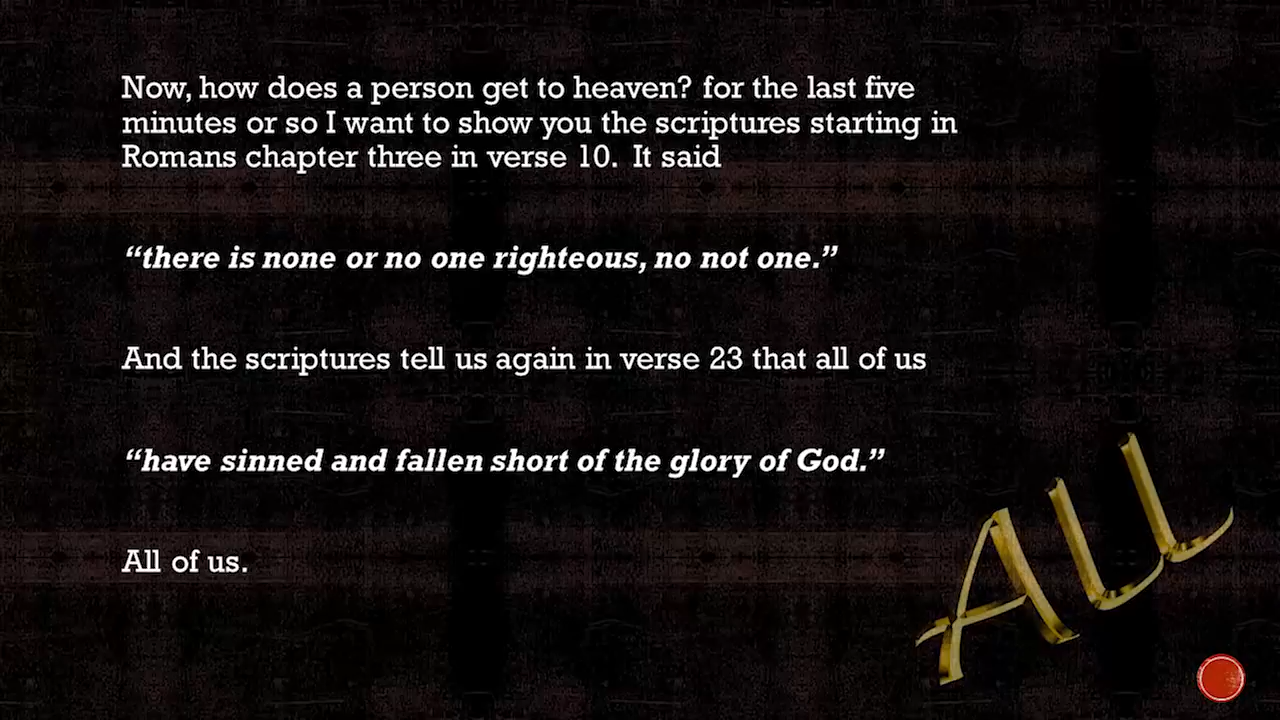 Now, how does a person get to heaven? for the last five
minutes or so I want to show you the scriptures starting in
Romans chapter three in verse 10.  It said
“there is none or no one righteous, no not one.”
And the scriptures tell us again in verse 23 that all of us
“have sinned and fallen short of the glory of God.”
All of us.
ALL